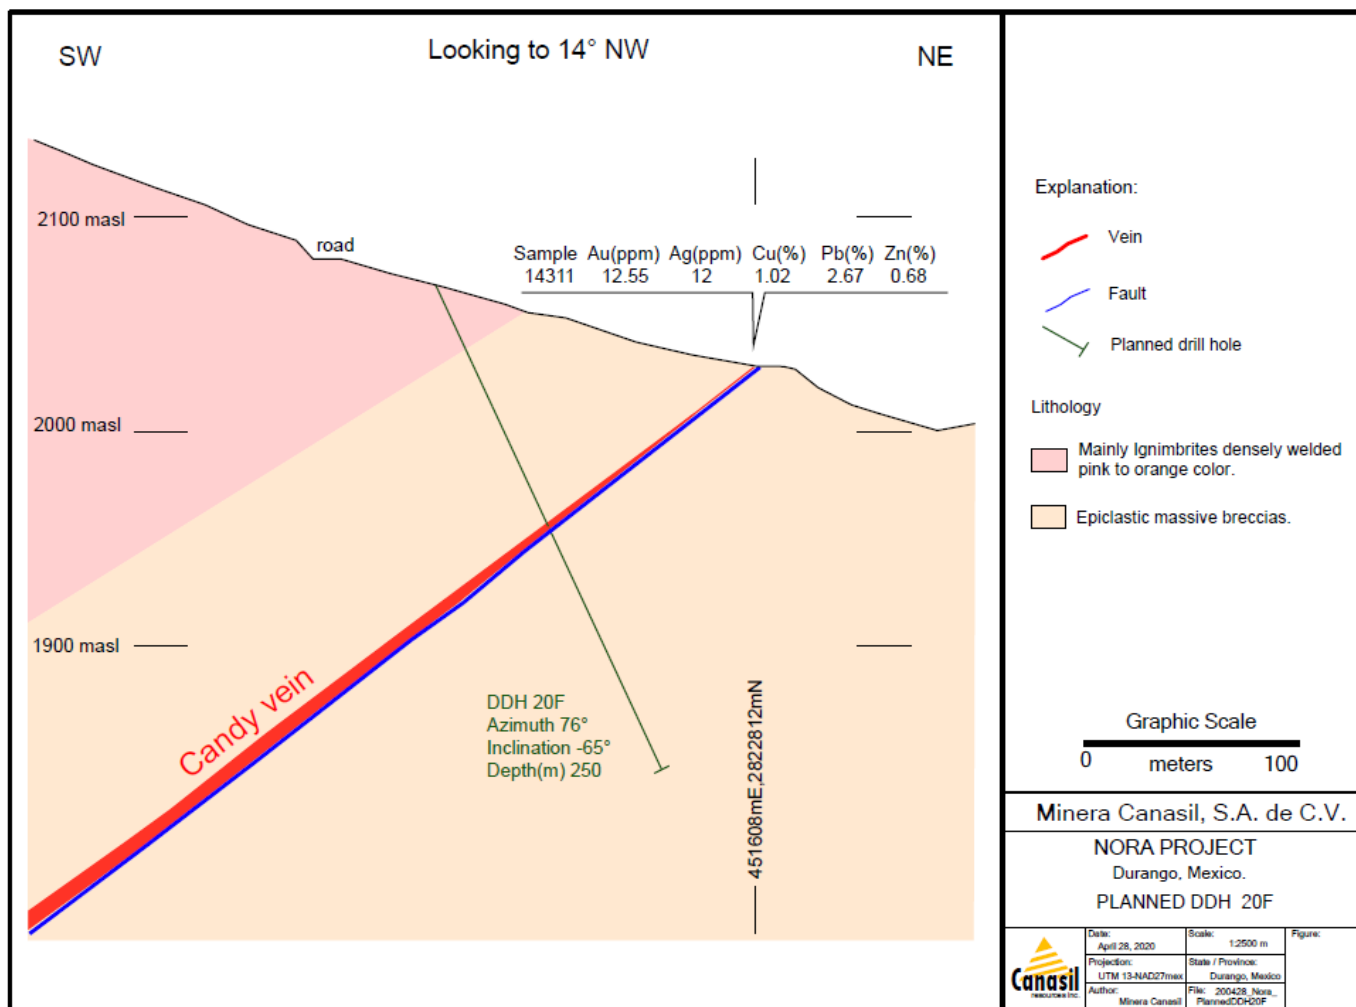 SW
Looking to 14° NW
NE
2100 masl
road
Sample Au(ppm) Ag(ppm) Cu(%) Pb(%) Zn(%)
14311 12.55 12 1.02 2.67 0.68
2000 masl
1900 masl
Candy vein
DDH 20F
Azimuth 76°
Inclination -65°
Depth(m) 250
451608mE,2822812mN
Explanation:
Vein
Fault
Planned drill hole
Lithology
Mainly Ignimbrites densely welded
pink to orange color.
Epiclastic massive breccias.
Graphic Scale
0 meters 100
Minera Canasil, S.A. de C.V.
NORA PROJECT
Durango, Mexico.
PLANNED DDH 20F
Canasil
resources inc.
Date:
April 28, 2020
Scale:
1:2500 m
Figure:
Projection:
UTM 13-NAD27mex
State / Province:
Durango, Mexico
Author:
Minera Canasil
File: 200428_Nora_
PlannedDDH20F